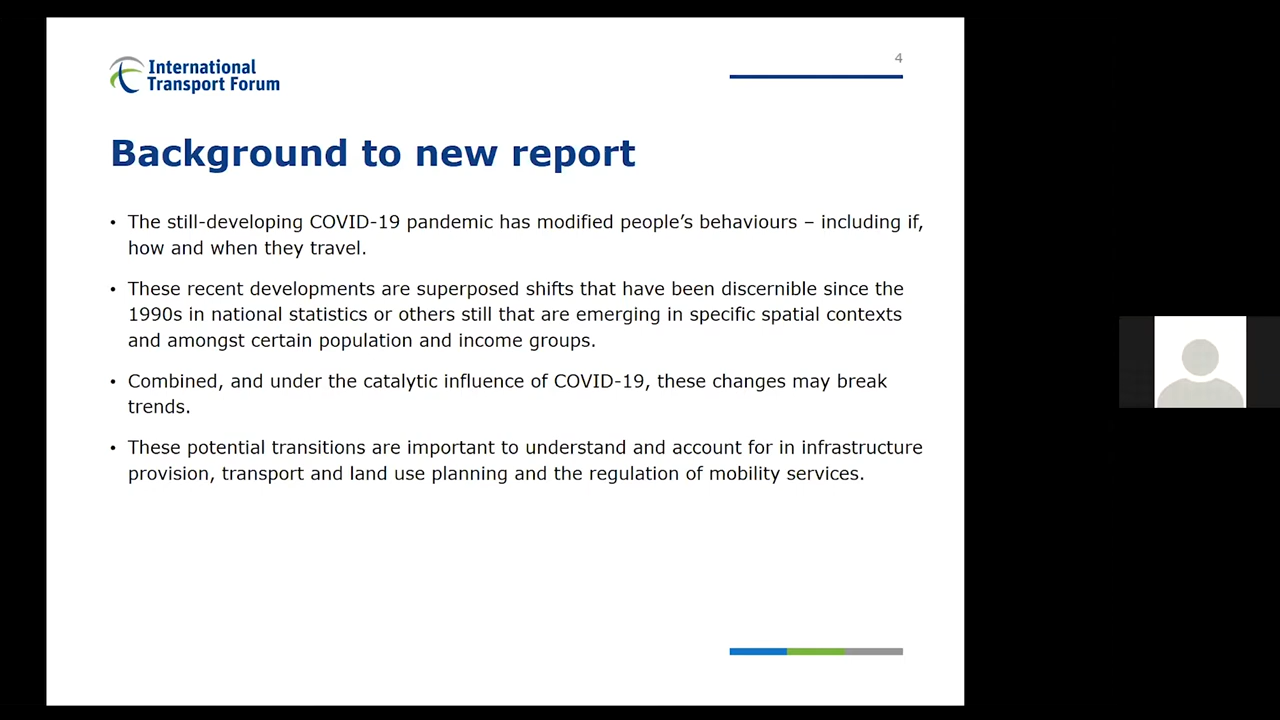 International
Transport Forum
4
Background to new report
• The still-developing COVID-19 pandemic has modified people’s behaviours – including if,
how and when they travel.
• These recent developments are superposed shifts that have been discernible since the
1990s in national statistics or others still that are emerging in specific spatial contexts
and amongst certain population and income groups.
• Combined, and under the catalytic influence of COVID-19, these changes may break
trends.
• These potential transitions are important to understand and account for in infrastructure
provision, transport and land use planning and the regulation of mobility services.